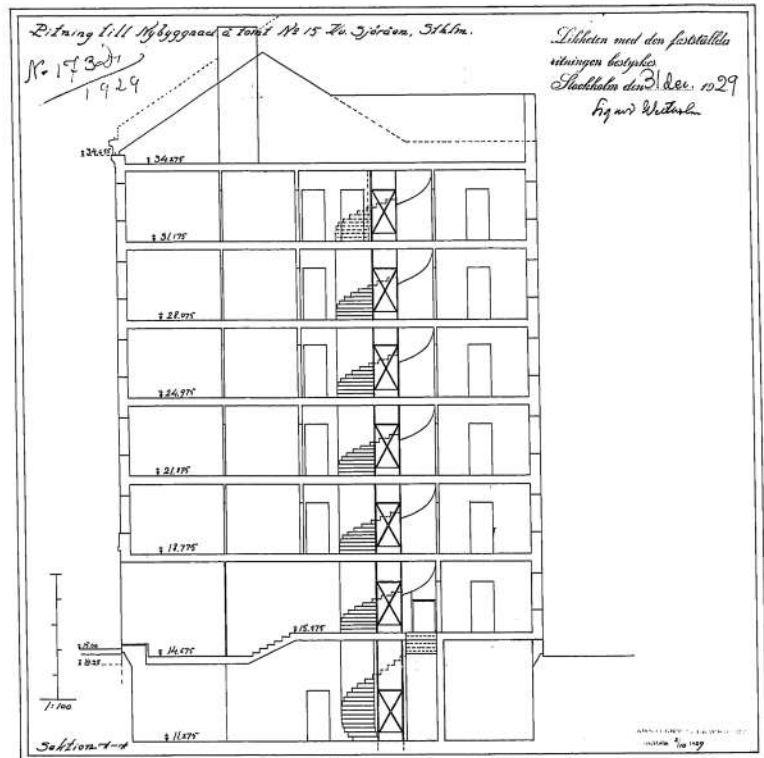 Ritning till Nybyggnad å tomt No 15 Kv. Sjöråen, Sthlm.
No 173
1929
Likheten med den fastställda
ritningen bestyrkes
Stockholm den 31 dec. 1929
+ 34.275
+ 31.175
+ 28.075
+ 24.975
+ 21.875
+ 18.775
+ 15.475
+ 14.675
+ 11.875
1:100
Sektion